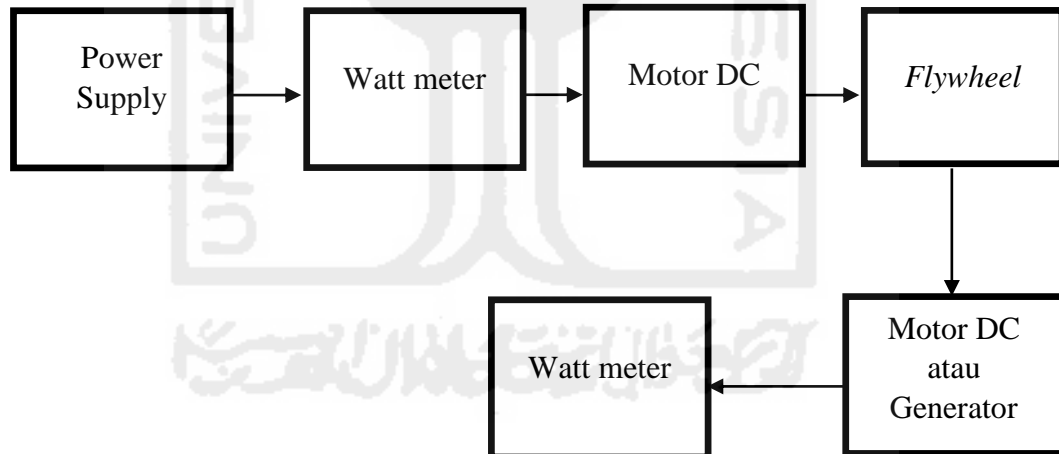 Power
Supply
Watt meter
Motor DC
Flywheel
Watt meter
Motor DC
atau
Generator